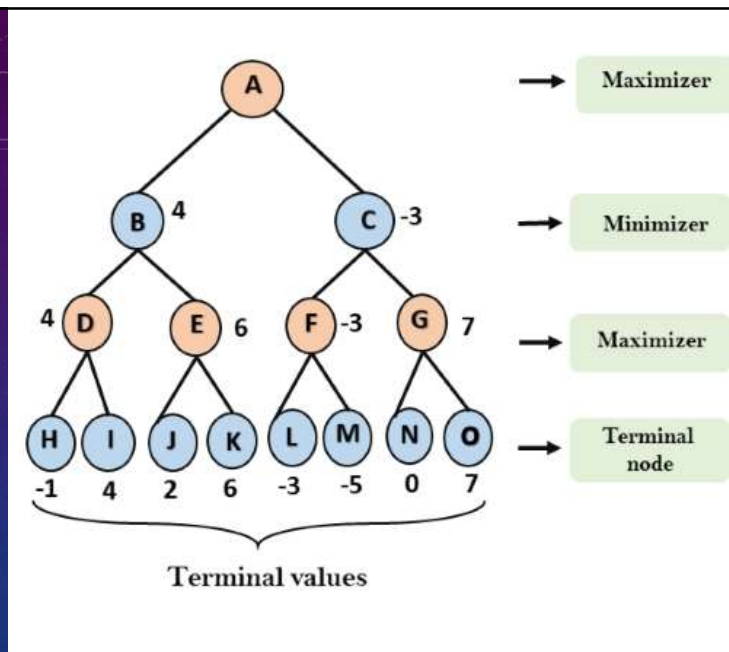 A
Maximizer
B 4 C -3
Minimizer
4 D E 6 F -3 G 7
Maximizer
H I J K L M N O
Terminal
node
-1 4 2 6 -3 -5 0 7
Terminal values